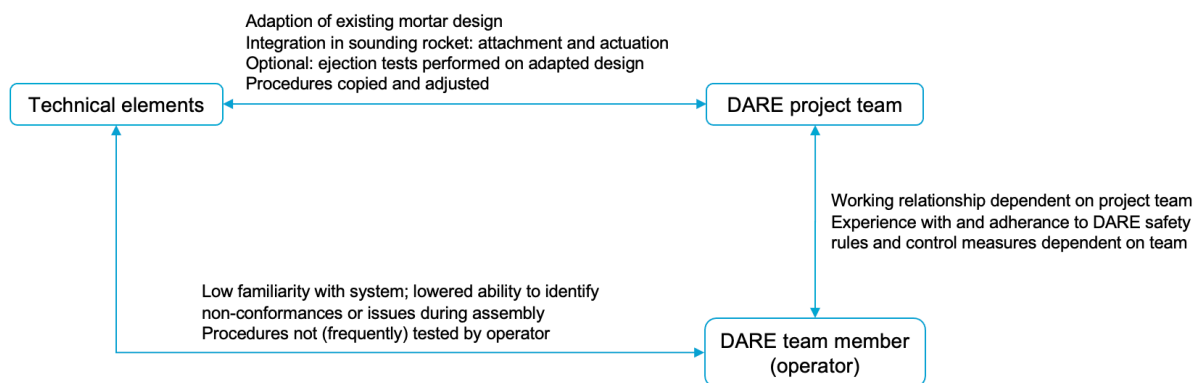 Adaption of existing mortar design
Integration in sounding rocket: attachment and actuation
Optional: ejection tests performed on adapted design
Procedures copied and adjusted
Technical elements
DARE project team
Working relationship dependent on project team
Experience with and adherance to DARE safety
rules and control measures dependent on team
Low familiarity with system; lowered ability to identify
non-conformances or issues during assembly
Procedures not (frequently) tested by operator
DARE team member
(operator)